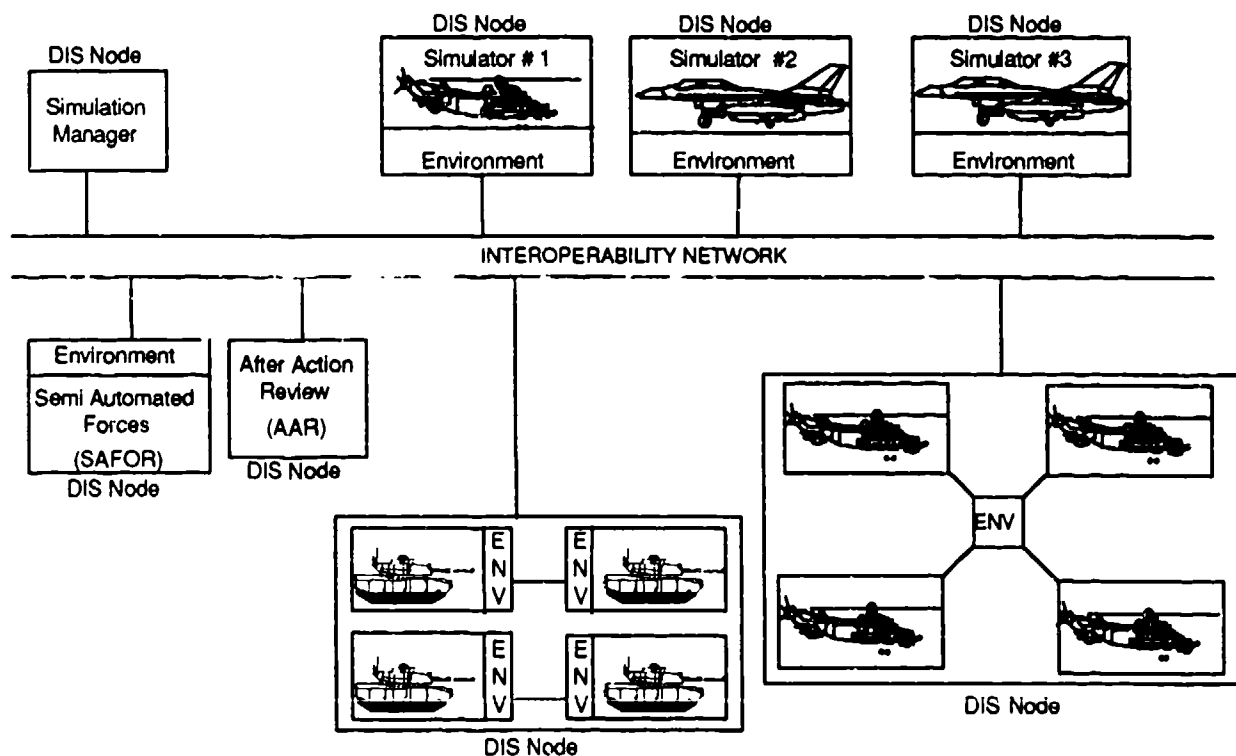 DIS Node
Simulation
Manager
DIS Node
Simulator # 1
Environment
DIS Node
Simulator #2
Environment
DIS Node
Simulator #3
Environment
INTEROPERABILITY NETWORK
Environment
Semi Automated
Forces
(SAFOR)
DIS Node
After Action
Review
(AAR)
DIS Node
E
N
V
E
N
V
E
N
V
E
N
V
DIS Node
ENV
DIS Node